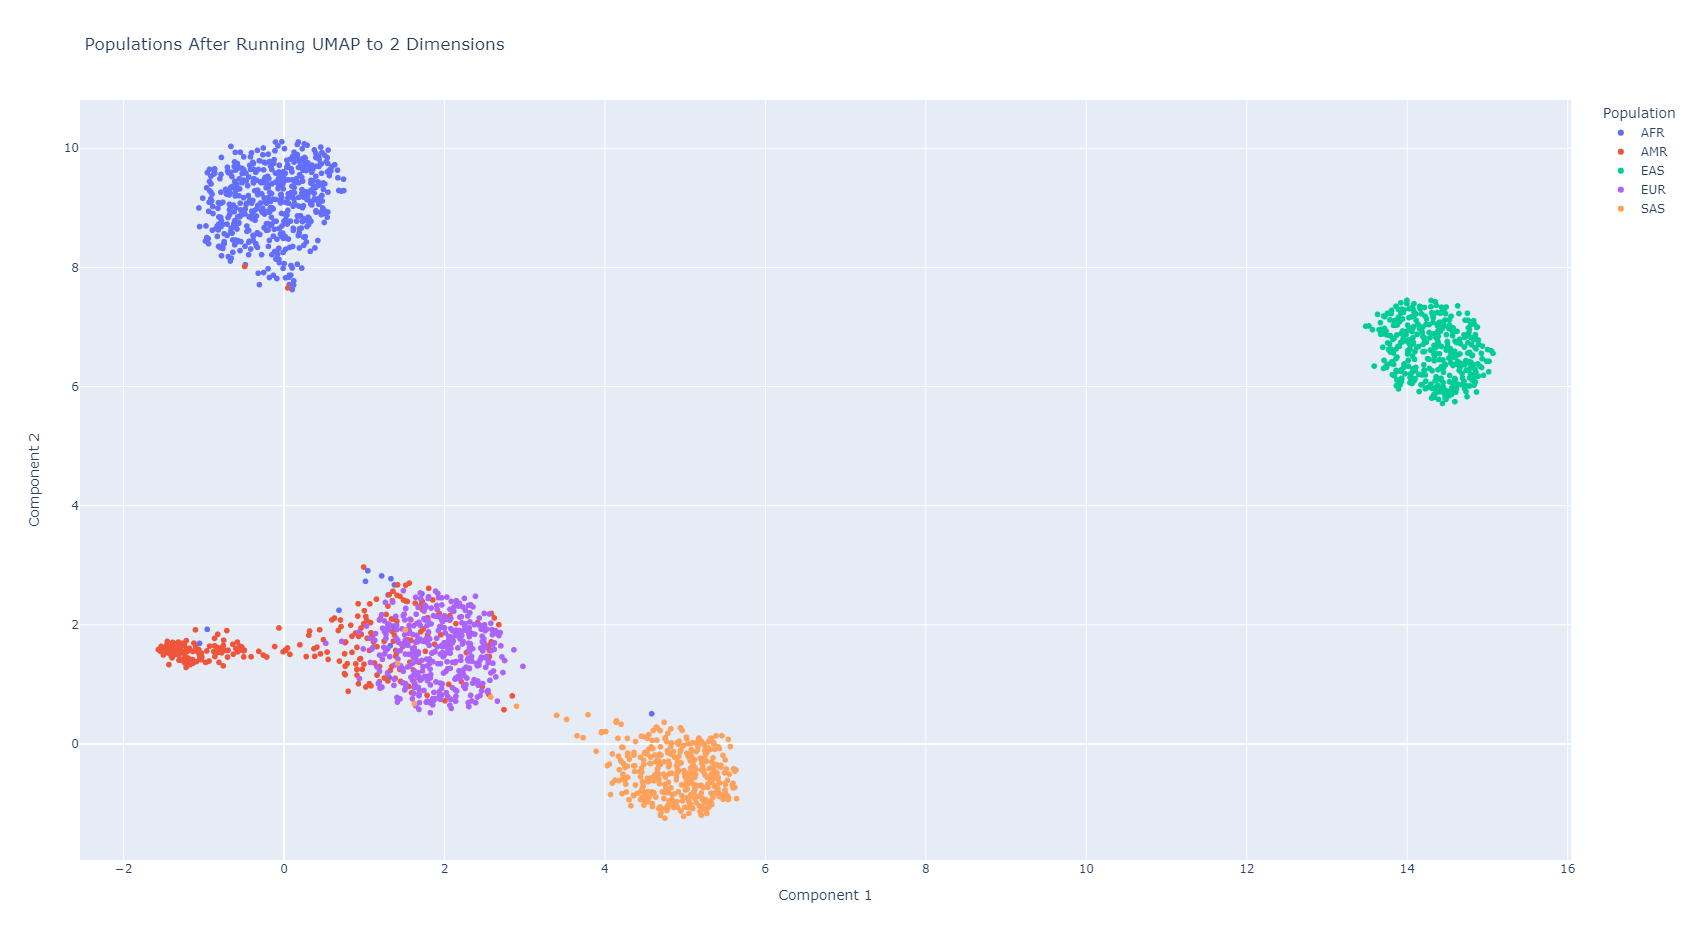 Populations After Running UMAP to 2 Dimensions
Population
AFR
AMR
EAS
EUR
SAS
10
8
6
4
2
0
Component 2
−2
0
2
4
6
8
10
12
14
16
Component 1